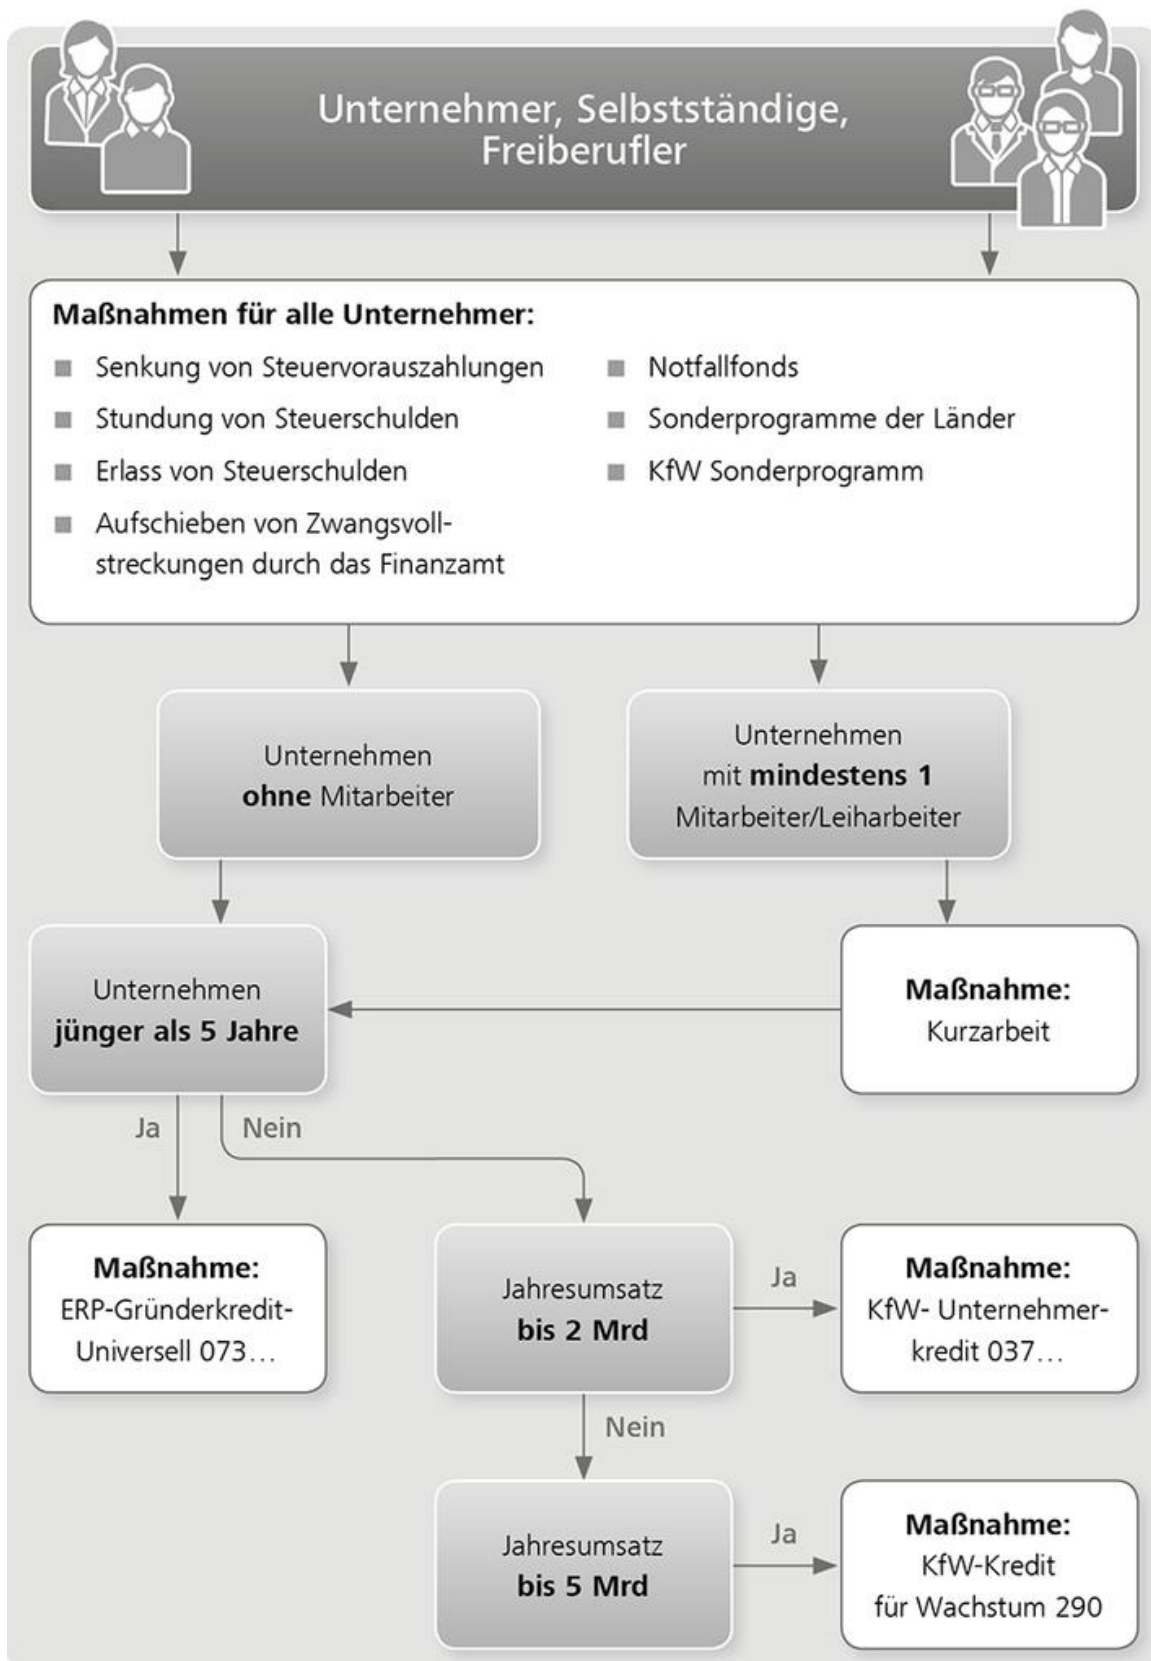 Unternehmer, Selbstständige,
Freiberufler
Maßnahmen für alle Unternehmer:
Senkung von Steuervorauszahlungen
Stundung von Steuerschulden
Erlass von Steuerschulden
Aufschieben von Zwangsvoll-
streckungen durch das Finanzamt
Notfallfonds
Sonderprogramme der Länder
KfW Sonderprogramm
Unternehmen
ohne Mitarbeiter
Unternehmen
mit mindestens 1
Mitarbeiter/Leiharbeiter
Unternehmen
jünger als 5 Jahre
Maßnahme:
Kurzarbeit
Ja
Nein
Maßnahme:
ERP-Gründerkredit-
Universell 073...
Jahresumsatz
bis 2 Mrd
Ja
Maßnahme:
KfW- Unternehmer-
kredit 037...
Nein
Jahresumsatz
bis 5 Mrd
Ja
Maßnahme:
KfW-Kredit
für Wachstum 290